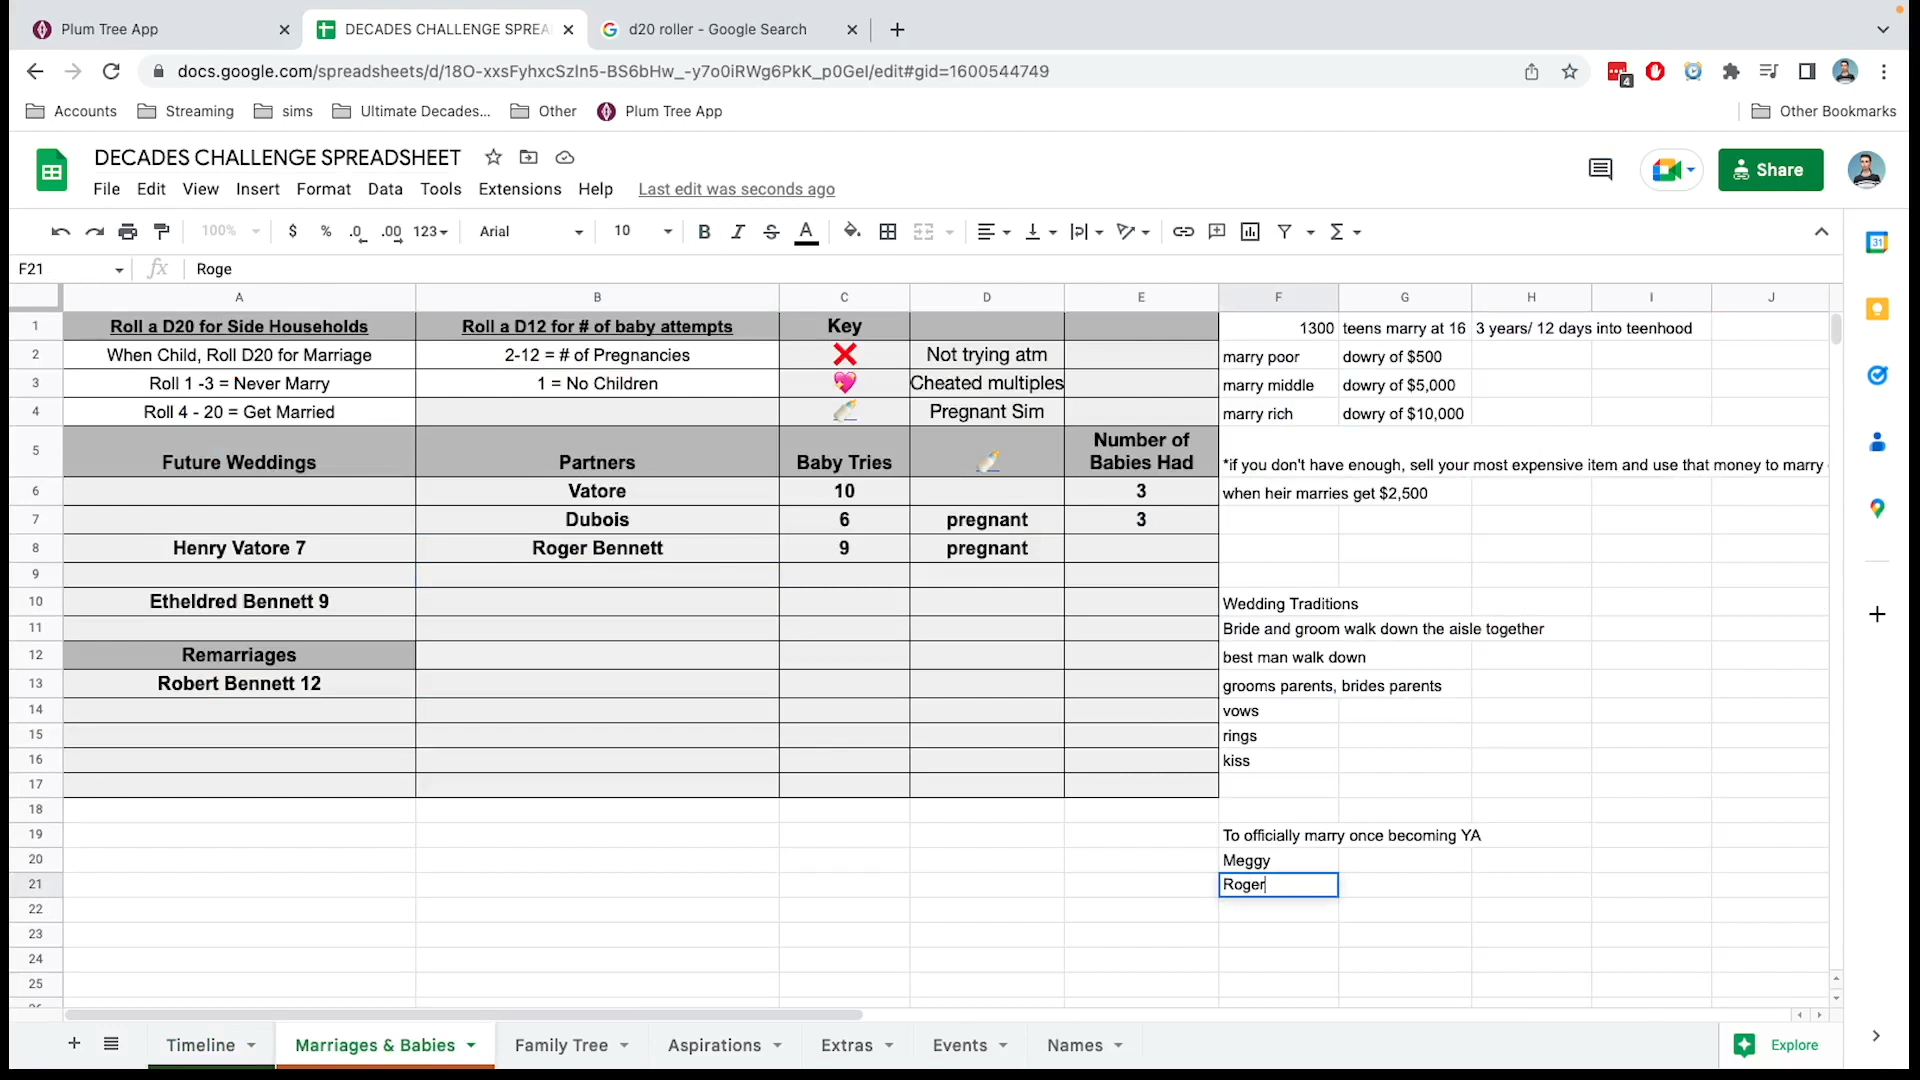 Plum Tree App
DECADES CHALLENGE SPREA
d20 roller - Google Search
docs.google.com/spreadsheets/d/18O-xxsFyhxcSzIn5-BS6bHw_-y7o0iRWg6PkK_p0GeI/edit#gid=1600544749
4
Accounts Streaming sims Ultimate Decades... Other Plum Tree App Other Bookmarks
DECADES CHALLENGE SPREADSHEET
File Edit View Insert Format Data Tools Extensions Help Last edit was seconds ago
Share
100% $ % .0 .00 123 Arial 10 B I S A Σ
31
F21 fx Roge
A B C D E F G H I J
1 Roll a D20 for Side Households Roll a D12 for # of baby attempts Key 1300 teens marry at 16 3 years/ 12 days into teenhood
2 When Child, Roll D20 for Marriage 2-12 = # of Pregnancies ❌ Not trying atm marry poor dowry of $500
3 Roll 1 -3 = Never Marry 1 = No Children 💖 Cheated multiples marry middle dowry of $5,000
4 Roll 4 - 20 = Get Married 🍼 Pregnant Sim marry rich dowry of $10,000
5 Future Weddings Partners Baby Tries 🍼 Number of Babies Had *if you don't have enough, sell your most expensive item and use that money to marry
6 Vatore 10 3 when heir marries get $2,500
7 Dubois 6 pregnant 3
8 Henry Vatore 7 Roger Bennett 9 pregnant
9
10 Etheldred Bennett 9 Wedding Traditions
11 Bride and groom walk down the aisle together
12 Remarriages best man walk down
13 Robert Bennett 12 grooms parents, brides parents
14 vows
15 rings
16 kiss
17
18
19 To officially marry once becoming YA
20 Meggy
21 Roger
22
23
24
25
Timeline Marriages & Babies Family Tree Aspirations Extras Events Names Explore